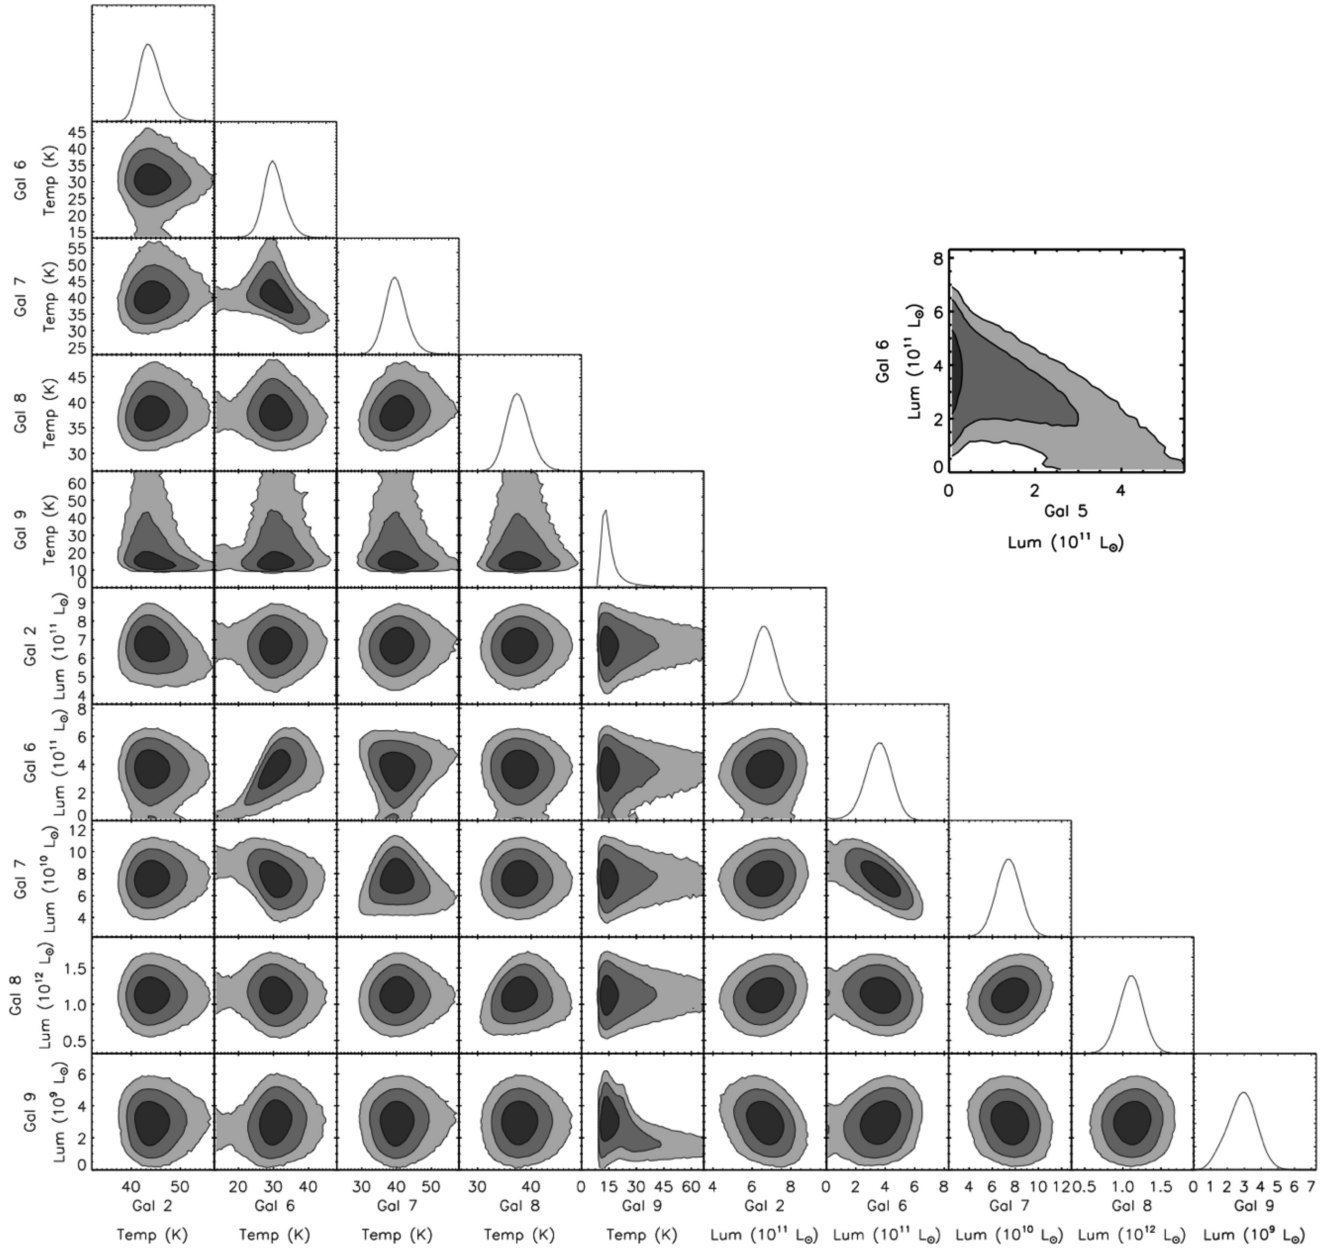 45
40
35
30
25
20
15
Gal 6
Temp (K)
55
50
45
40
35
30
25
Gal 7
Temp (K)
45
40
35
30
Gal 8
Temp (K)
60
50
40
30
20
10
0
Gal 9
Temp (K)
9
8
7
6
5
4
Gal 2
Lum (10¹¹ L⊙)
8
6
4
2
0
Gal 6
Lum (10¹¹ L⊙)
12
10
8
6
4
Gal 7
Lum (10¹⁰ L⊙)
1.5
1.0
0.5
Gal 8
Lum (10¹² L⊙)
6
4
2
0
Gal 9
Lum (10⁹ L⊙)
40 50 20 30 40 30 40 50 30 40 50 0 15 30 45 60 4 6 8 0 2 4 6 8 4 6 8 10 12 0.5 1.0 1.5 0 1 2 3 4 5 6 7
Gal 2 Gal 6 Gal 7 Gal 8 Gal 9 Gal 2 Gal 6 Gal 7 Gal 8 Gal 9
Temp (K) Temp (K) Temp (K) Temp (K) Temp (K) Lum (10¹¹ L⊙) Lum (10¹¹ L⊙) Lum (10¹⁰ L⊙) Lum (10¹² L⊙) Lum (10⁹ L⊙)
8
6
4
2
0
Gal 6
Lum (10¹¹ L⊙)
0 2 4
Gal 5
Lum (10¹¹ L⊙)